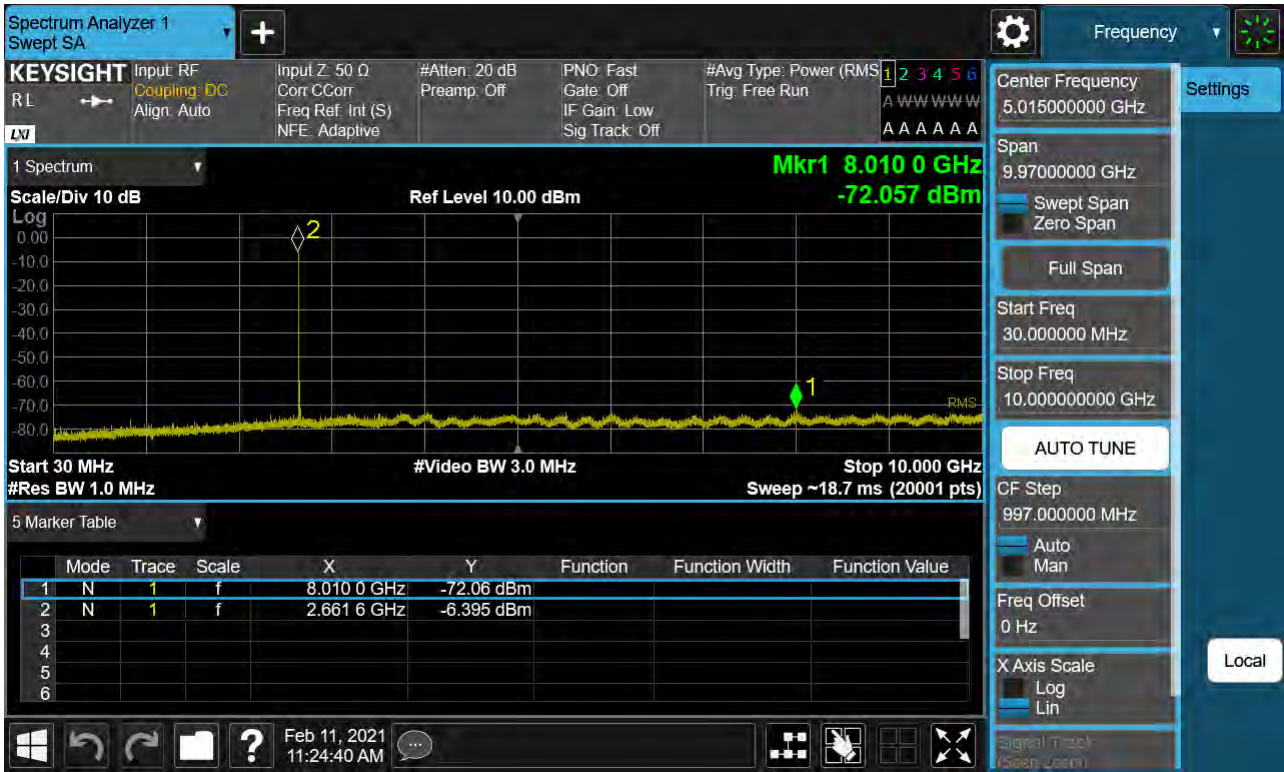 Spectrum Analyzer 1
Swept SA
+
Frequency
KEYSIGHT
RL
LXI
Input: RF
Coupling: DC
Align: Auto
Input Z: 50 Ω
Corr CCorr
Freq Ref: Int (S)
NFE: Adaptive
#Atten: 20 dB
Preamp: Off
PNO: Fast
Gate: Off
IF Gain: Low
Sig Track: Off
#Avg Type: Power (RMS
Trig: Free Run
1 2 3 4 5 6
A W W W W W
A A A A A A
1 Spectrum
Mkr1 8.010 0 GHz
Scale/Div 10 dB
Ref Level 10.00 dBm
-72.057 dBm
Log
0.00
-10.0
-20.0
-30.0
-40.0
-50.0
-60.0
-70.0
-80.0
2
1
RMS
Start 30 MHz
#Video BW 3.0 MHz
Stop 10.000 GHz
#Res BW 1.0 MHz
Sweep ~18.7 ms (20001 pts)
5 Marker Table
Mode Trace Scale X Y Function Function Width Function Value
1 N 1 f 8.010 0 GHz -72.06 dBm
2 N 1 f 2.661 6 GHz -6.395 dBm
3
4
5
6
Center Frequency
5.015000000 GHz
Span
9.97000000 GHz
Swept Span
Zero Span
Full Span
Start Freq
30.000000 MHz
Stop Freq
10.000000000 GHz
AUTO TUNE
CF Step
997.000000 MHz
Auto
Man
Freq Offset
0 Hz
X Axis Scale
Log
Lin
Signal Track
(Span Zoom)
Settings
Local
?
Feb 11, 2021
11:24:40 AM